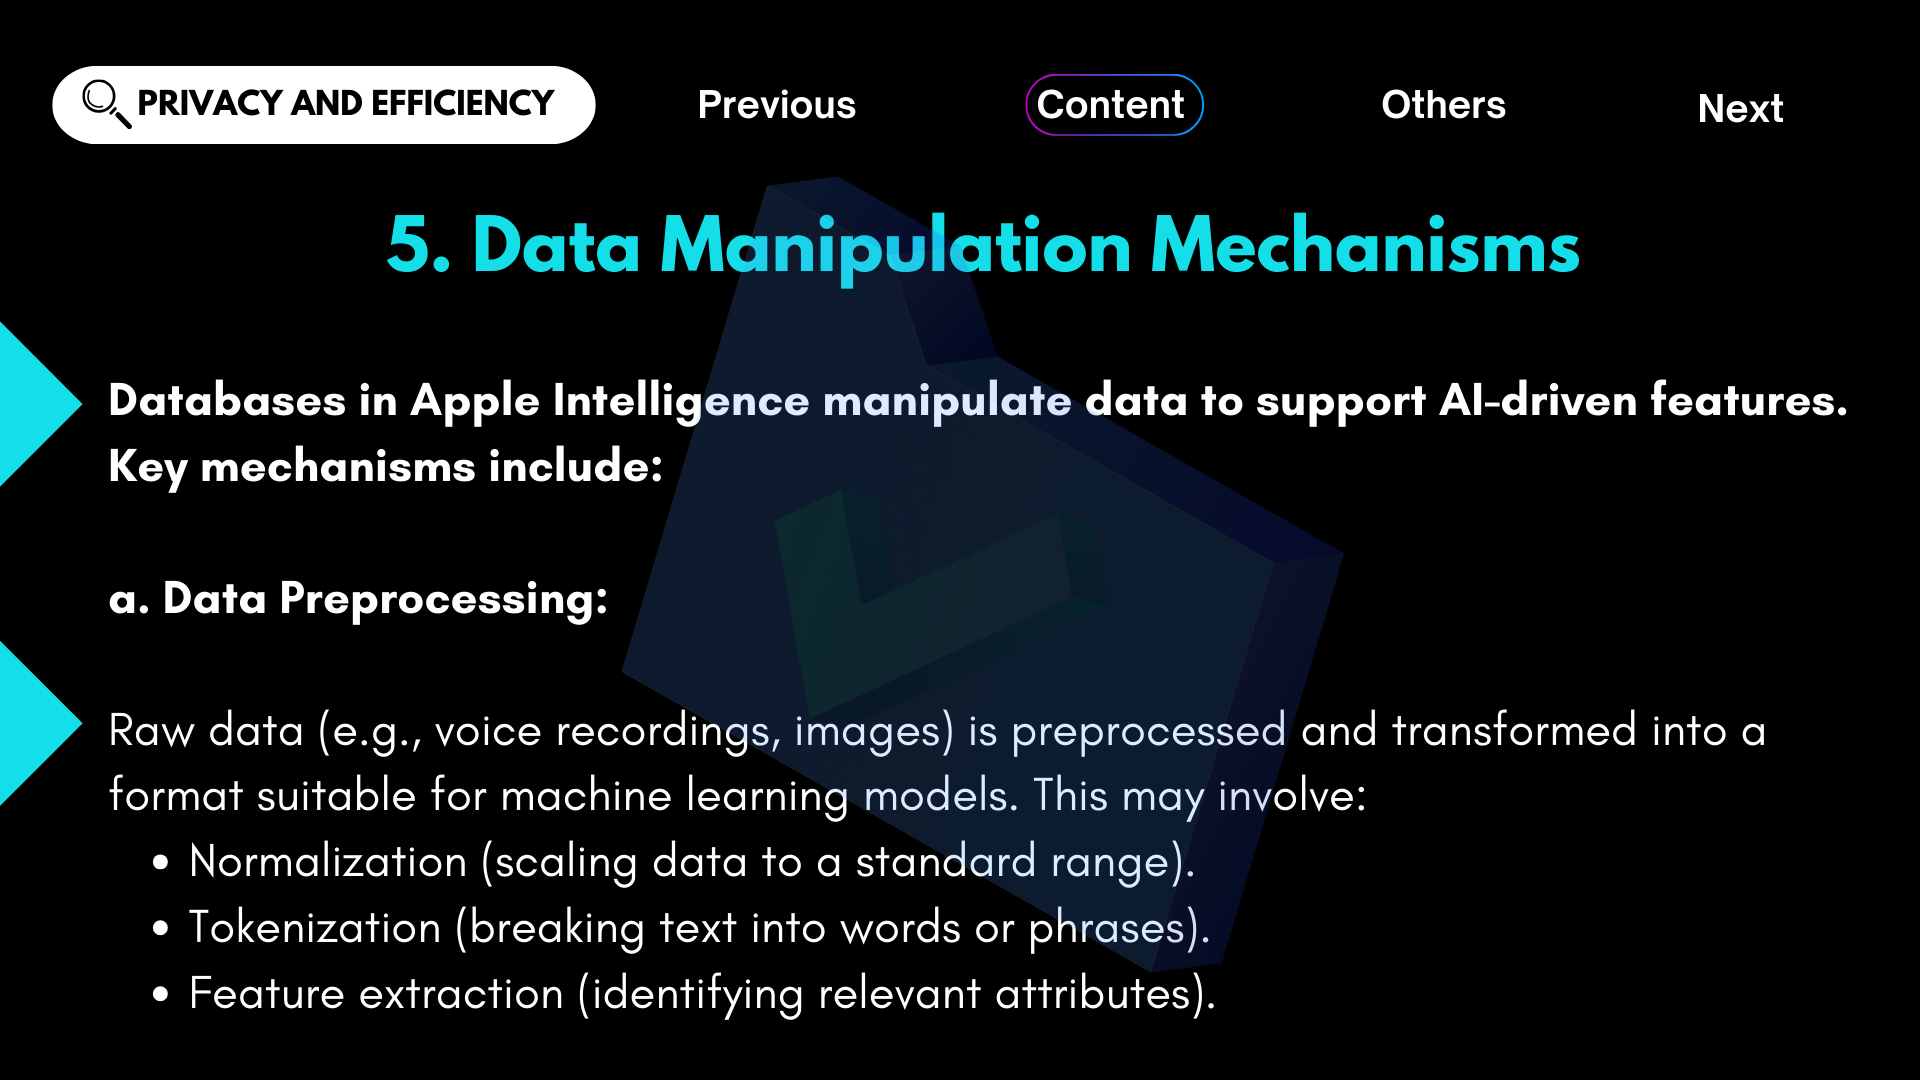 PRIVACY AND EFFICIENCY
Previous
Content
Others
Next
5. Data Manipulation Mechanisms
Databases in Apple Intelligence manipulate data to support AI-driven features.
Key mechanisms include:
a. Data Preprocessing:
Raw data (e.g., voice recordings, images) is preprocessed and transformed into a
format suitable for machine learning models. This may involve:
• Normalization (scaling data to a standard range).
• Tokenization (breaking text into words or phrases).
• Feature extraction (identifying relevant attributes).